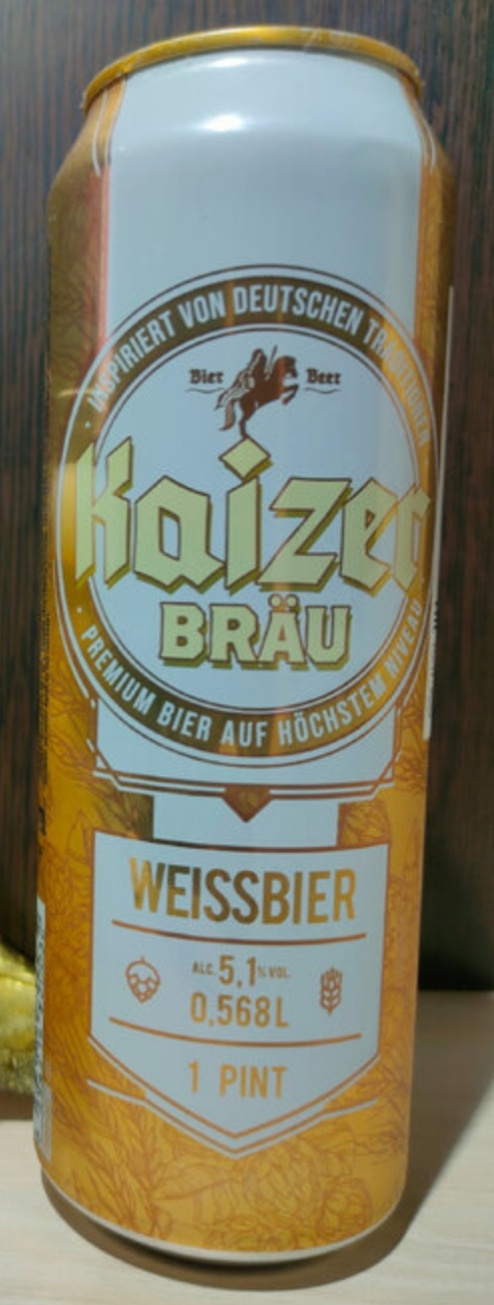 INSPIRIERT VON DEUTSCHEN TRADITIONEN
Bier Beer
Kaizer
BRÄU
PREMIUM BIER AUF HÖCHSTEM NIVEAU
WEISSBIER
ALC. 5,1% VOL.
0,568L
1 PINT